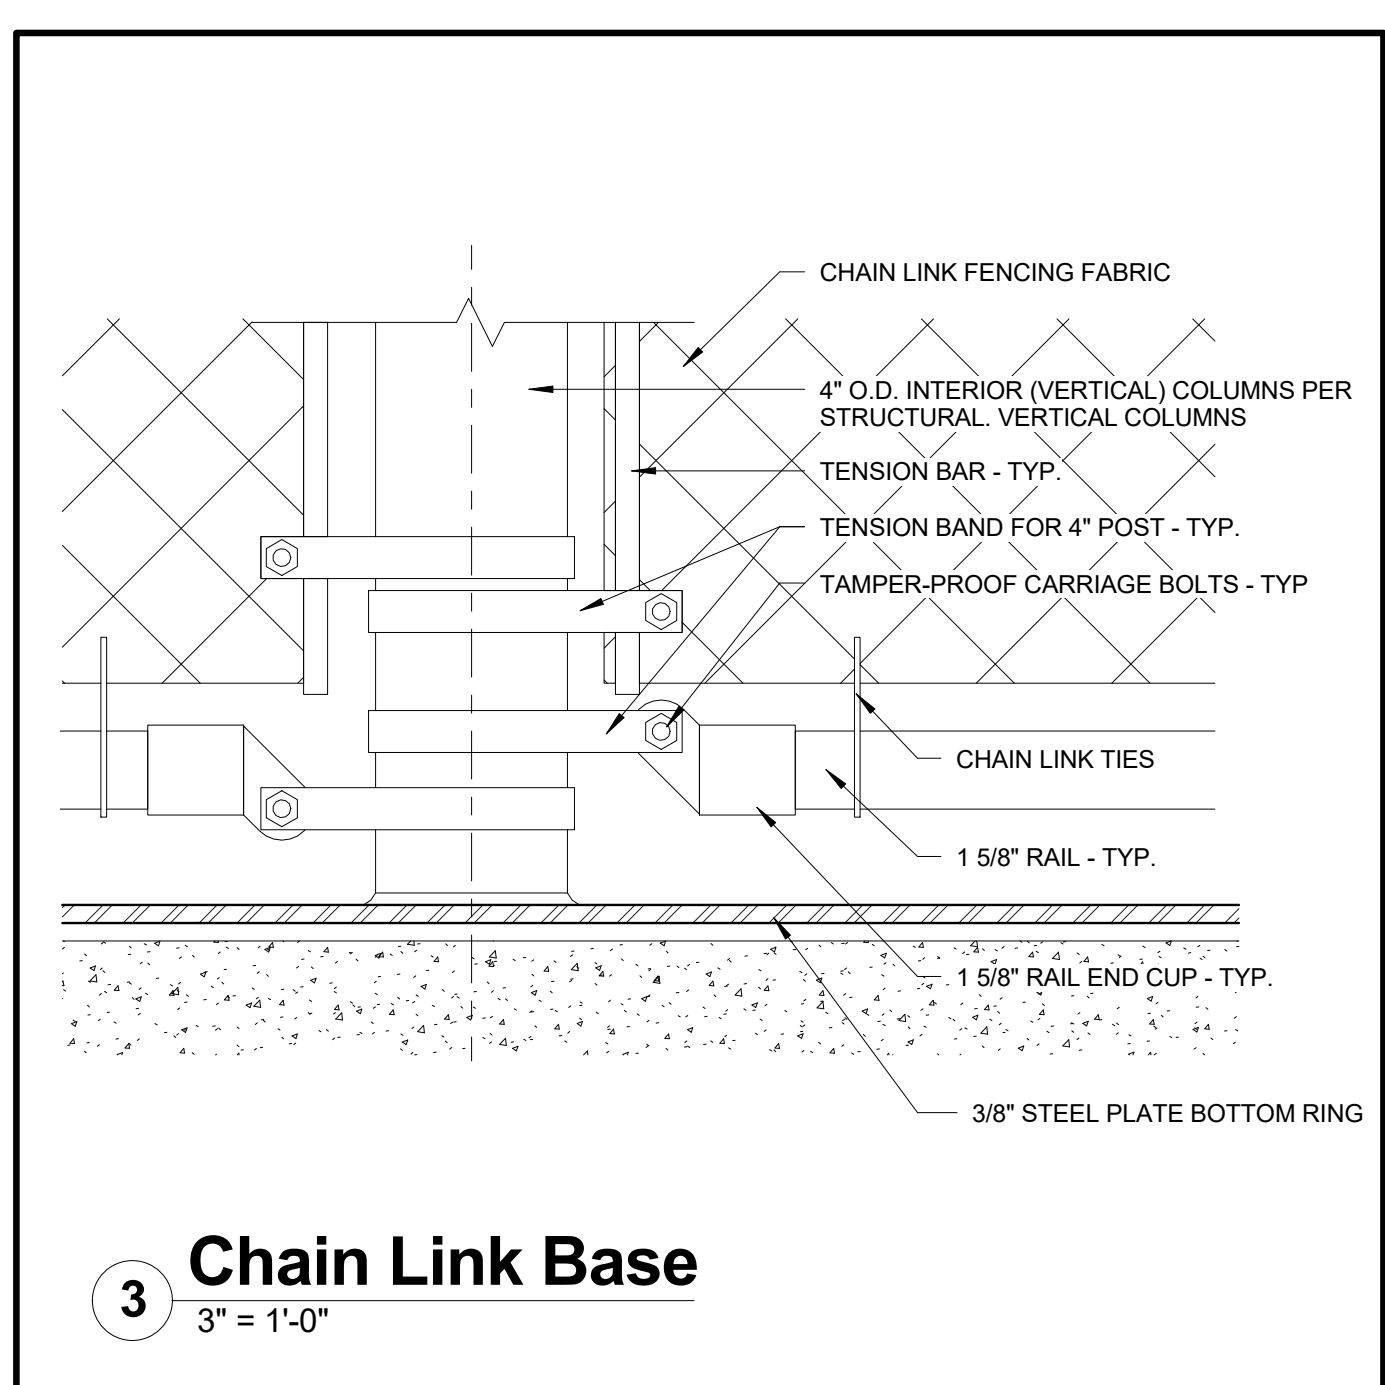 CHAIN LINK FENCING FABRIC
4" O.D. INTERIOR (VERTICAL) COLUMNS PER
STRUCTURAL. VERTICAL COLUMNS
TENSION BAR - TYP.
TENSION BAND FOR 4" POST - TYP.
TAMPER-PROOF CARRIAGE BOLTS - TYP
CHAIN LINK TIES
1 5/8" RAIL - TYP.
1 5/8" RAIL END CUP - TYP.
3/8" STEEL PLATE BOTTOM RING
3 Chain Link Base
3" = 1'-0"